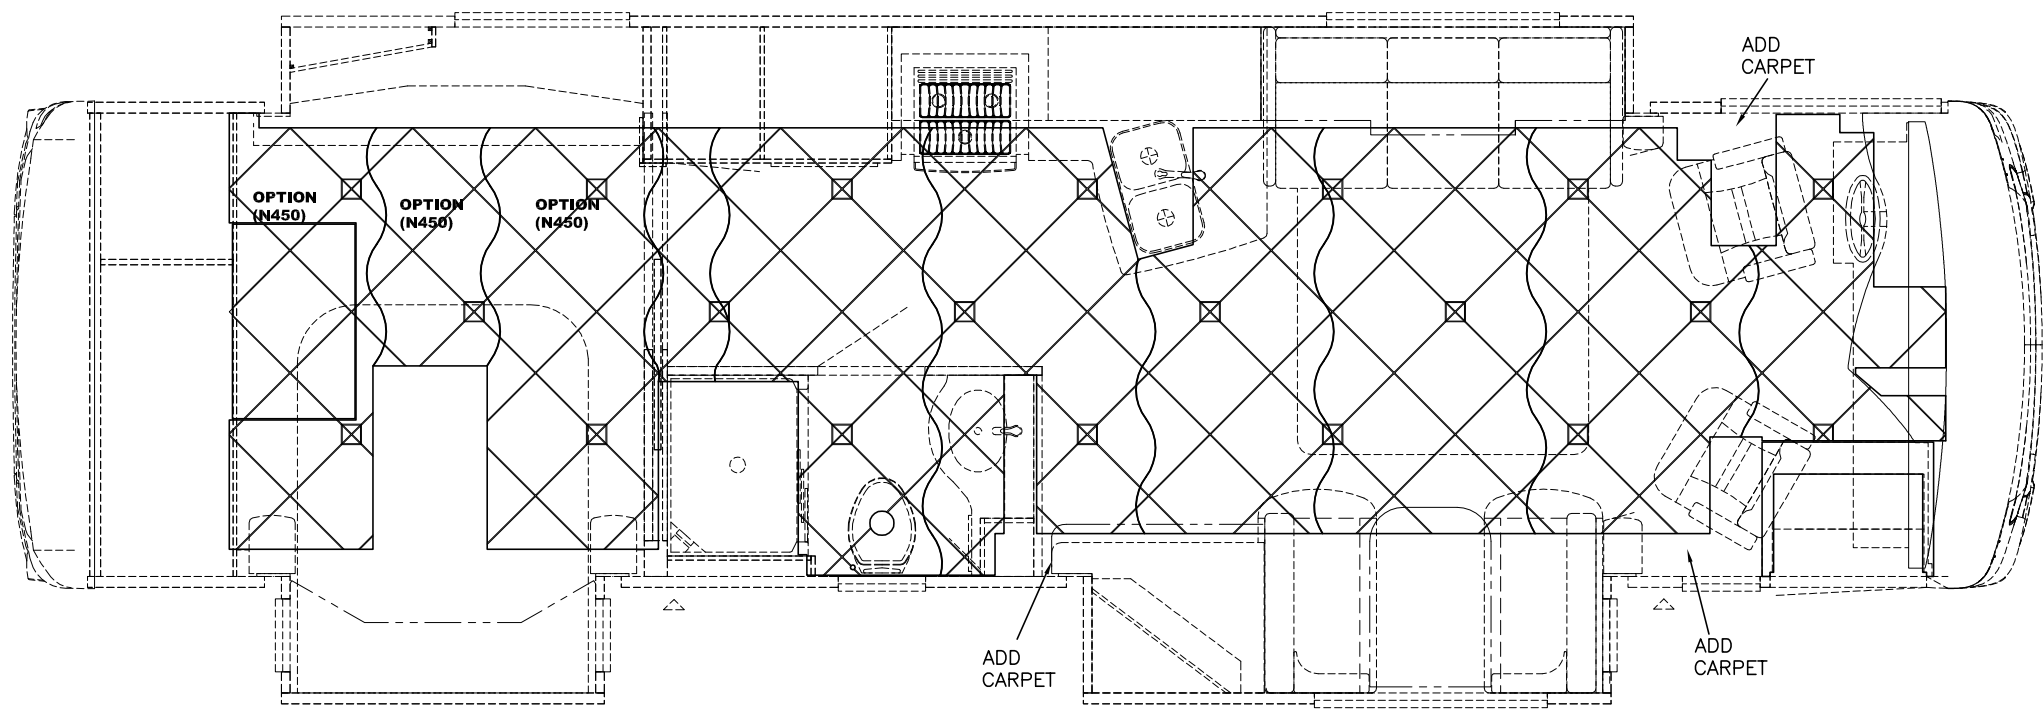 ADD
CARPET
OPTION
(N450)
OPTION
(N450)
OPTION
(N450)
ADD
CARPET
ADD
CARPET